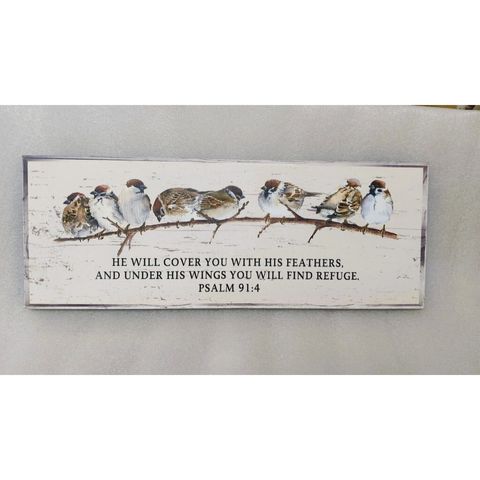 HE WILL COVER YOU WITH HIS FEATHERS,
AND UNDER HIS WINGS YOU WILL FIND REFUGE.
PSALM 91:4